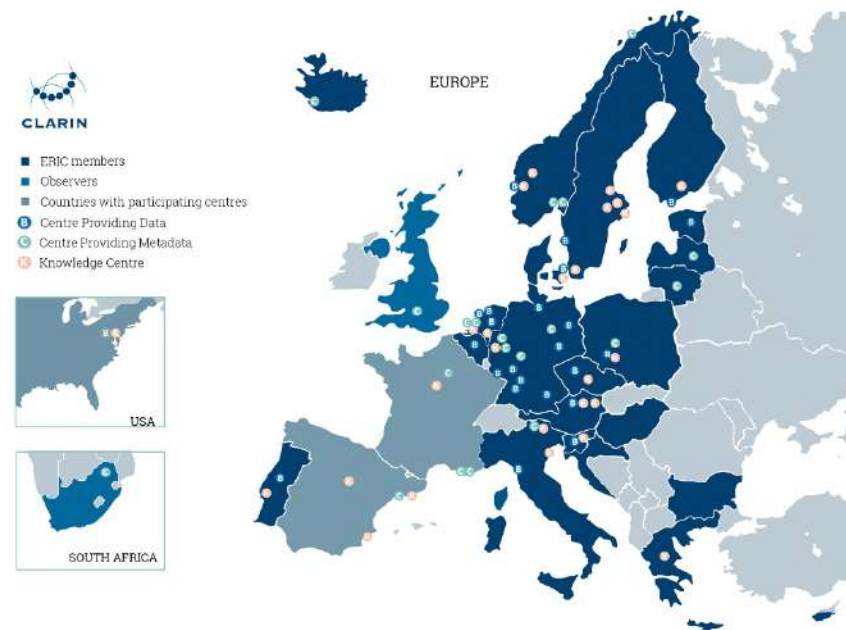 EUROPE
CLARIN
ERIC members
Observers
Countries with participating centres
B Centre Providing Data
C Centre Providing Metadata
K Knowledge Centre
USA
SOUTH AFRICA